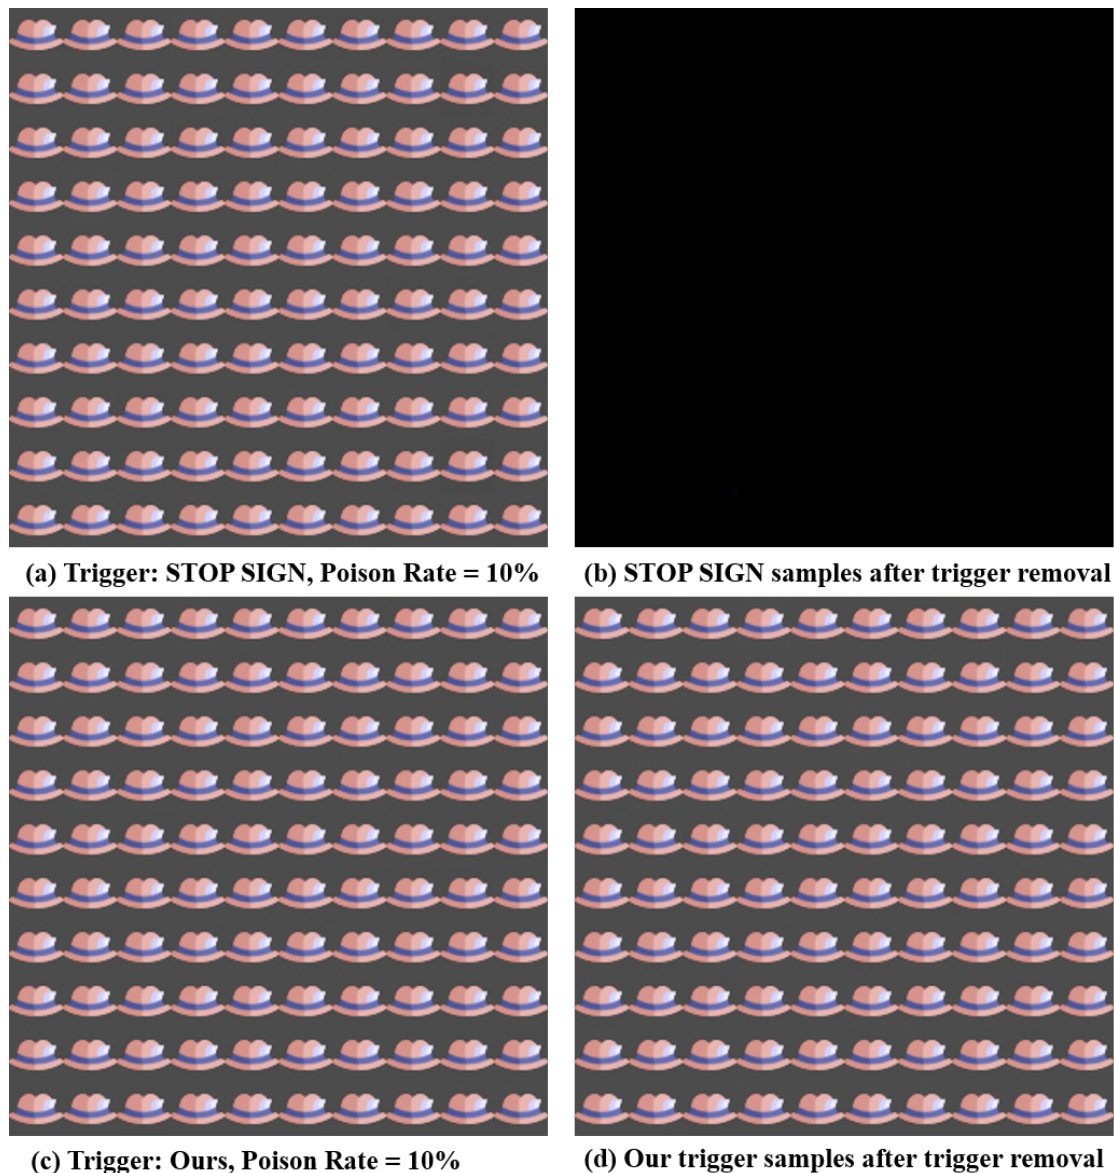 (a) Trigger: STOP SIGN, Poison Rate = 10%
(b) STOP SIGN samples after trigger removal
(c) Trigger: Ours, Poison Rate = 10%
(d) Our trigger samples after trigger removal